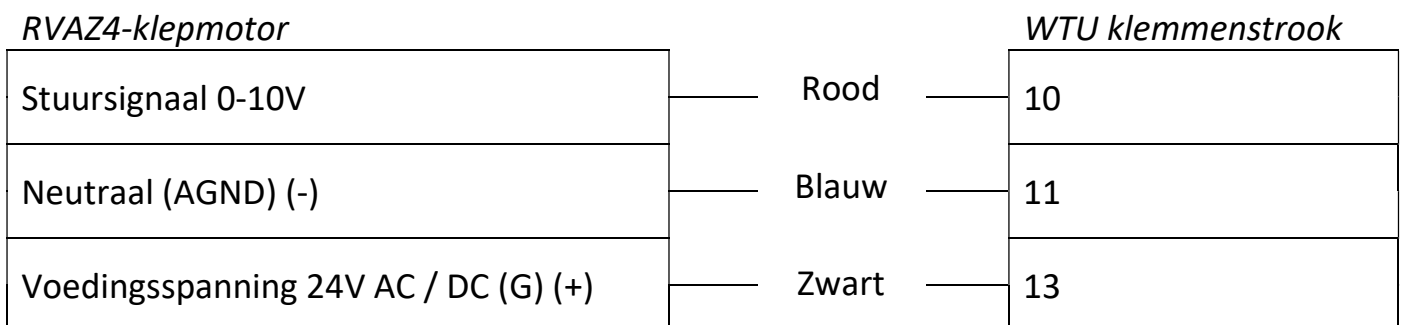 RVAZ4-klepmotor WTU klemmenstrook
Stuursignaal 0-10V Rood 10
Neutraal (AGND) (-) Blauw 11
Voedingsspanning 24V AC / DC (G) (+) Zwart 13